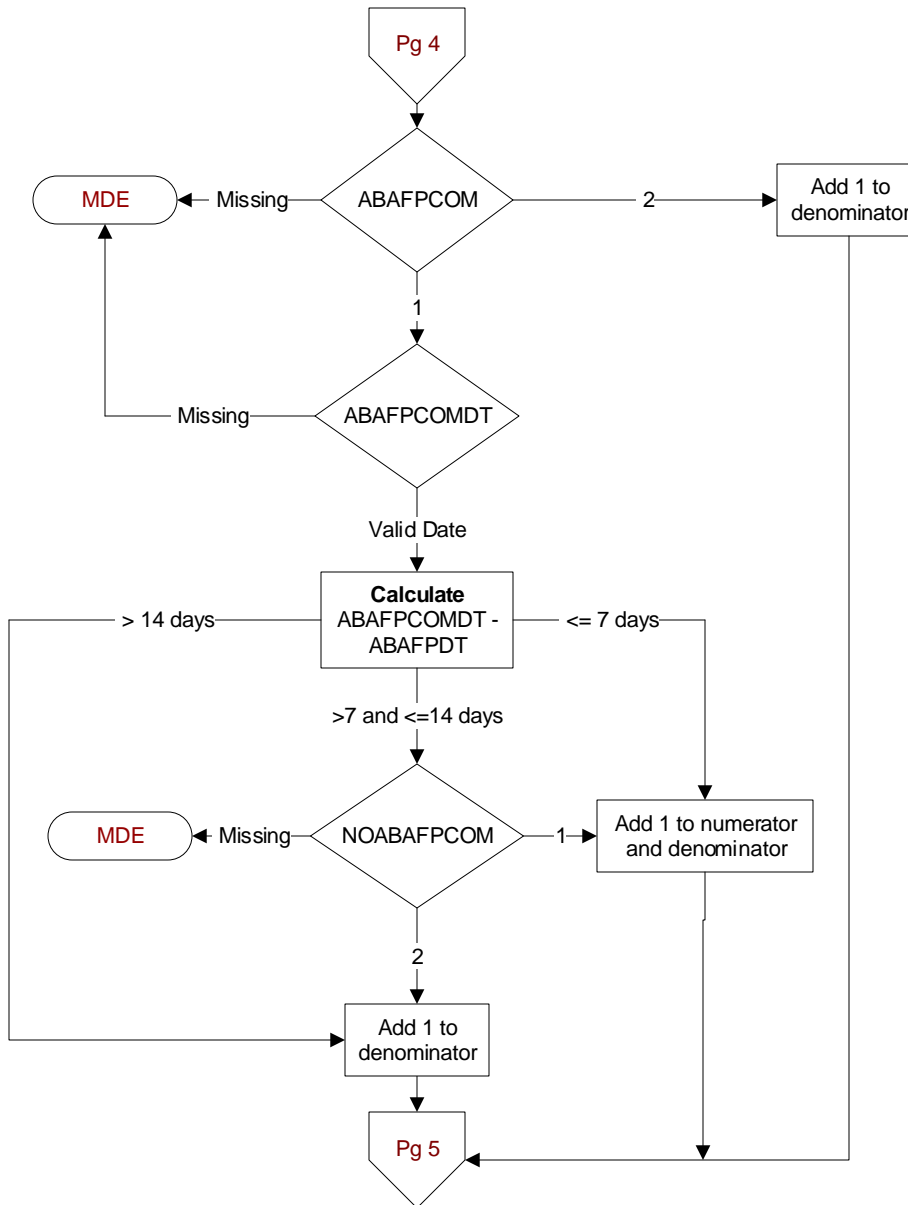 Pg 4
MDE
Missing
ABAFPCOM
2
Add 1 to
denominator
1
Missing
ABAFPCOMDT
Valid Date
Calculate
ABAFPCOMDT -
ABAFPDT
> 14 days
<= 7 days
>7 and <=14 days
MDE
Missing
NOABAFPCOM
1
Add 1 to numerator
and denominator
2
Add 1 to
denominator
Pg 5